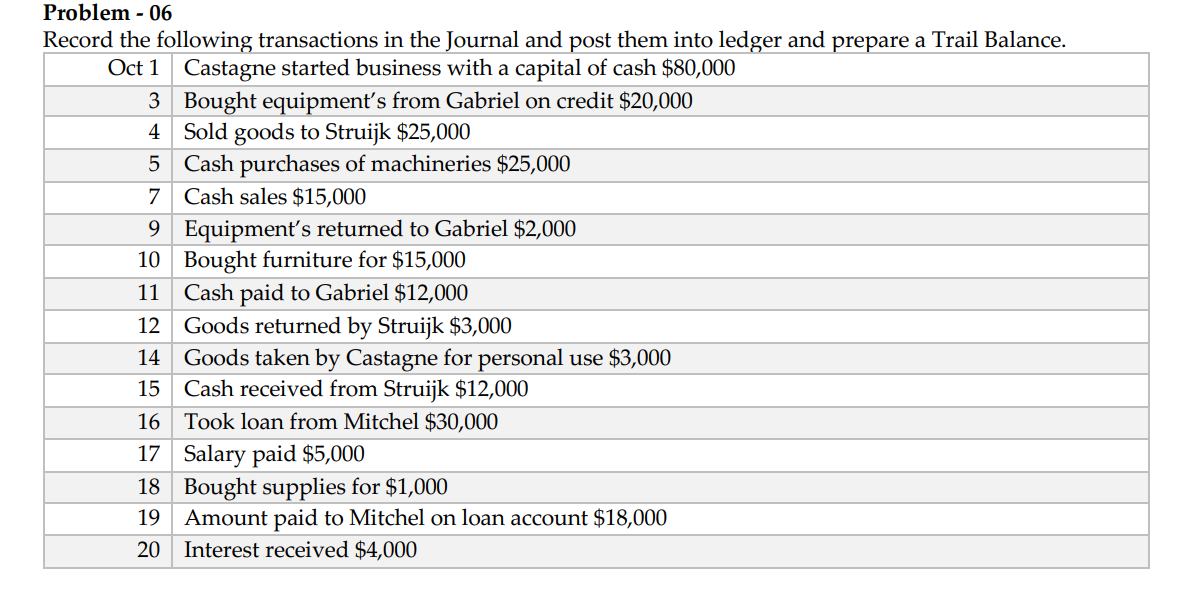 Problem - 06
Record the following transactions in the Journal and post them into ledger and prepare a Trail Balance.
Oct 1 Castagne started business with a capital of cash $80,000
3 Bought equipment’s from Gabriel on credit $20,000
4 Sold goods to Struijk $25,000
5 Cash purchases of machineries $25,000
7 Cash sales $15,000
9 Equipment’s returned to Gabriel $2,000
10 Bought furniture for $15,000
11 Cash paid to Gabriel $12,000
12 Goods returned by Struijk $3,000
14 Goods taken by Castagne for personal use $3,000
15 Cash received from Struijk $12,000
16 Took loan from Mitchel $30,000
17 Salary paid $5,000
18 Bought supplies for $1,000
19 Amount paid to Mitchel on loan account $18,000
20 Interest received $4,000